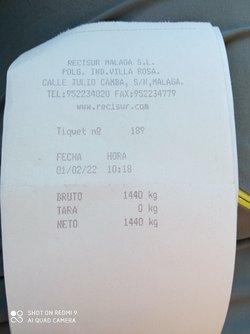 RECISUR MALAGA S.L.
POLG. IND.VILLA ROSA.
CALLE JULIO CAMBA, S/N,MALAGA.
TEL:952234020 FAX:952234779
www.recisur.com
Tiquet nº 189
FECHA HORA
01/02/22 10:18
BRUTO 1440 kg
TARA 0 kg
NETO 1440 kg
SHOT ON REDMI 9
AI QUAD CAMERA